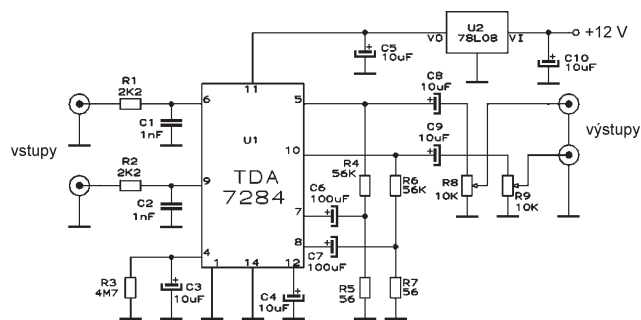 U2
78L08
VO
VI
+12 V
C5
10uF
C10
10uF
R1
2K2
11
C8
10uF
6
5
C1
1nF
U1
C9
10uF
vstupy
výstupy
10
R2
2K2
TDA
7284
R4
56K
R6
56K
R8
10K
R9
10K
9
C6
100uF
7
C2
1nF
8
4
C7
100uF
R3
4M7
C3
10uF
1
14
12
C4
10uF
R5
56
R7
56